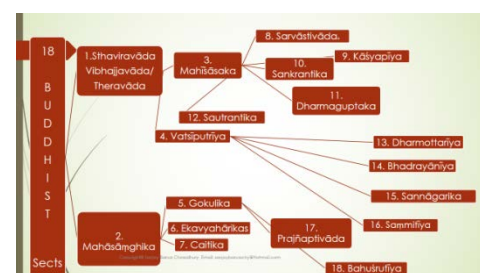 18
B
U
D
D
H
I
S
T
Sects
1.Sthaviravāda
Vibhajjavāda/
Theravāda
2.
Mahāsāṃghika
3.
Mahīśāsaka
12. Sautrantika
4. Vatsīputrīya
5. Gokulika
6. Ekavyahārikas
7. Caitika
8. Sarvāstivāda.
9. Kāśyapīya
10.
Sankrantika
11.
Dharmaguptaka
13. Dharmottarīya
14. Bhadrayānīya
15. Sannāgarika
16. Sammitīya
17.
Prajñaptivāda
18. Bahuśrutīya